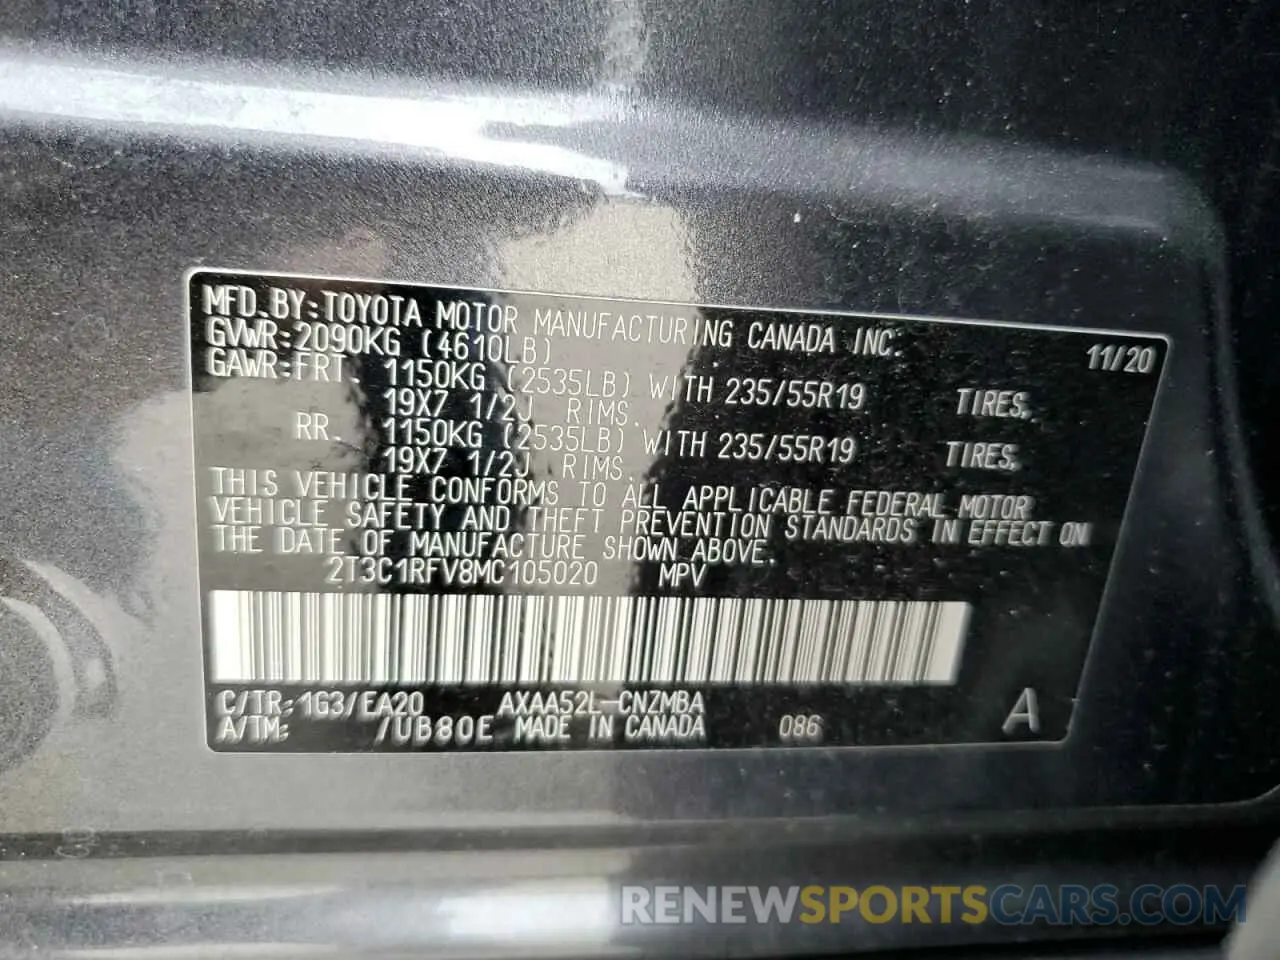 MFD.BY:TOYOTA MOTOR MANUFACTURING CANADA INC.
GVWR:2090KG (4610LB) 11/20
GAWR:FRT. 1150KG (2535LB) WITH 235/55R19 TIRES,
19X7 1/2J RIMS.
RR. 1150KG (2535LB) WITH 235/55R19 TIRES,
19X7 1/2J RIMS.
THIS VEHICLE CONFORMS TO ALL APPLICABLE FEDERAL MOTOR
VEHICLE SAFETY AND THEFT PREVENTION STANDARDS IN EFFECT ON
THE DATE OF MANUFACTURE SHOWN ABOVE.
2T3C1RFV8MC105020 MPV
C/TR:1G3/EA20 AXAA52L-CNZMBA
A/TM: /UB80E MADE IN CANADA 086 A
RENEWSPORTSCARS.COM